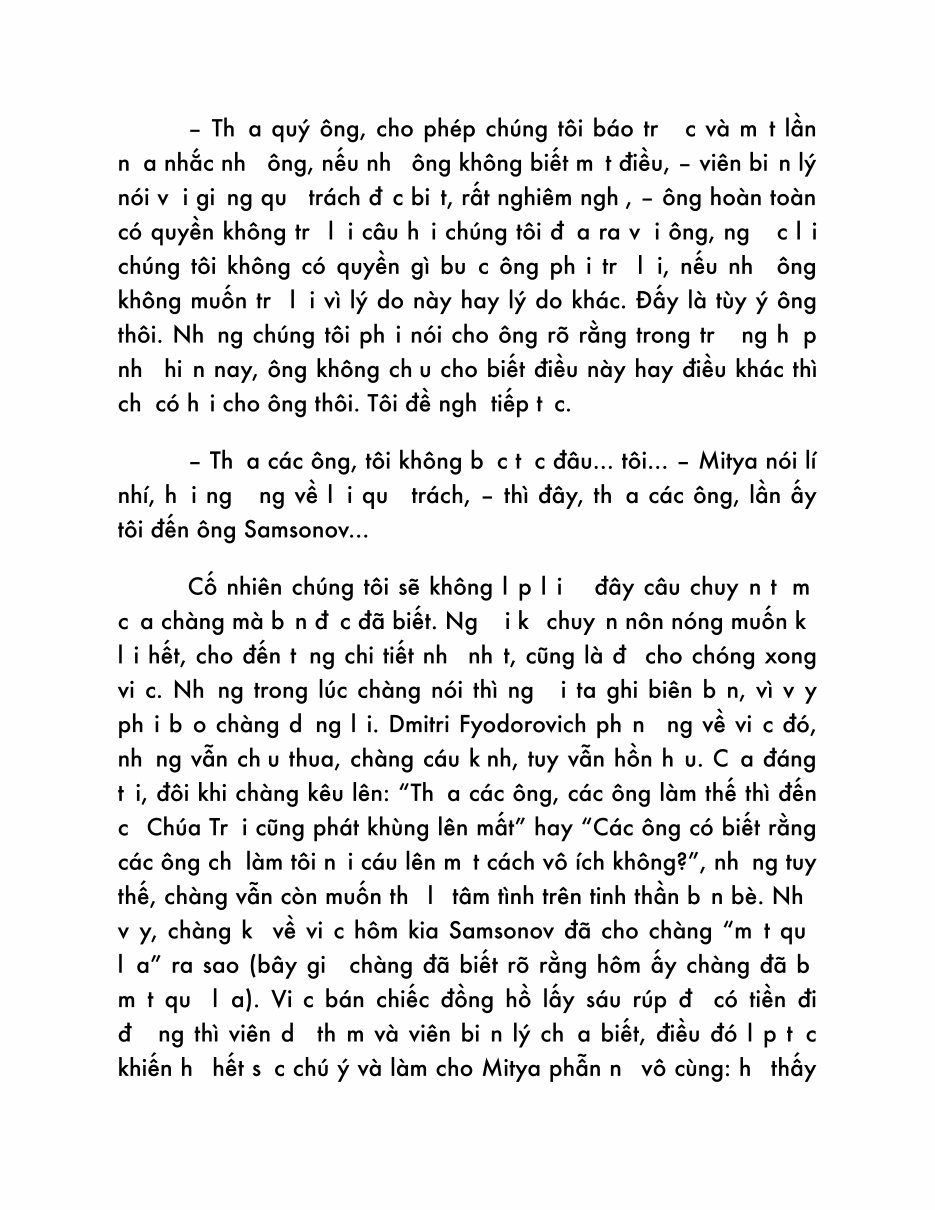 – Th a quý ông, cho phép chúng tôi báo tr  c và m t lần
n a nhắc nh  ông, nếu nh  ông không biết m t điều, – viên bi n lý
nói v i gi ng qu  trách đ c bi t, rất nghiêm ngh , – ông hoàn toàn
có quyền không tr  l i câu h i chúng tôi đ a ra v i ông, ng  c l i
chúng tôi không có quyền gì bu c ông ph i tr  l i, nếu nh  ông
không muốn tr  l i vì lý do này hay lý do khác. Đấy là tùy ý ông
thôi. Nh ng chúng tôi ph i nói cho ông rõ rằng trong tr  ng h p
nh  hi n nay, ông không ch u cho biết điều này hay điều khác thì
ch  có h i cho ông thôi. Tôi đề ngh  tiếp t c.
– Th a các ông, tôi không b c t c đâu... tôi... – Mitya nói lí
nhí, h i ng  ng về l i qu  trách, – thì đây, th a các ông, lần ấy
tôi đến ông Samsonov...
Cố nhiên chúng tôi sẽ không l p l i   đây câu chuy n t m 
c a chàng mà b n đ c đã biết. Ng  i k  chuy n nôn nóng muốn k 
l i hết, cho đến t ng chi tiết nh  nh t, cũng là đ  cho chóng xong
vi c. Nh ng trong lúc chàng nói thì ng  i ta ghi biên b n, vì v y
ph i b o chàng d ng l i. Dmitri Fyodorovich ph n  ng về vi c đó,
nh ng vẫn ch u thua, chàng cáu k nh, tuy vẫn hồn h u. C a đáng
t i, đôi khi chàng kêu lên: “Th a các ông, các ông làm thế thì đến
c  Chúa Tr i cũng phát khùng lên mất” hay “Các ông có biết rằng
các ông ch  làm tôi n i cáu lên m t cách vô ích không?”, nh ng tuy
thế, chàng vẫn còn muốn th  l  tâm tình trên tinh thần b n bè. Nh 
v y, chàng k  về vi c hôm kia Samsonov đã cho chàng “m t qu 
l a” ra sao (bây gi  chàng đã biết rõ rằng hôm ấy chàng đã b 
m t qu  l a). Vi c bán chiếc đồng hồ lấy sáu rúp đ  có tiền đi
đ  ng thì viên d  th m và viên bi n lý ch a biết, điều đó l p t c
khiến h  hết s c chú ý và làm cho Mitya phẫn n  vô cùng: h  thấy